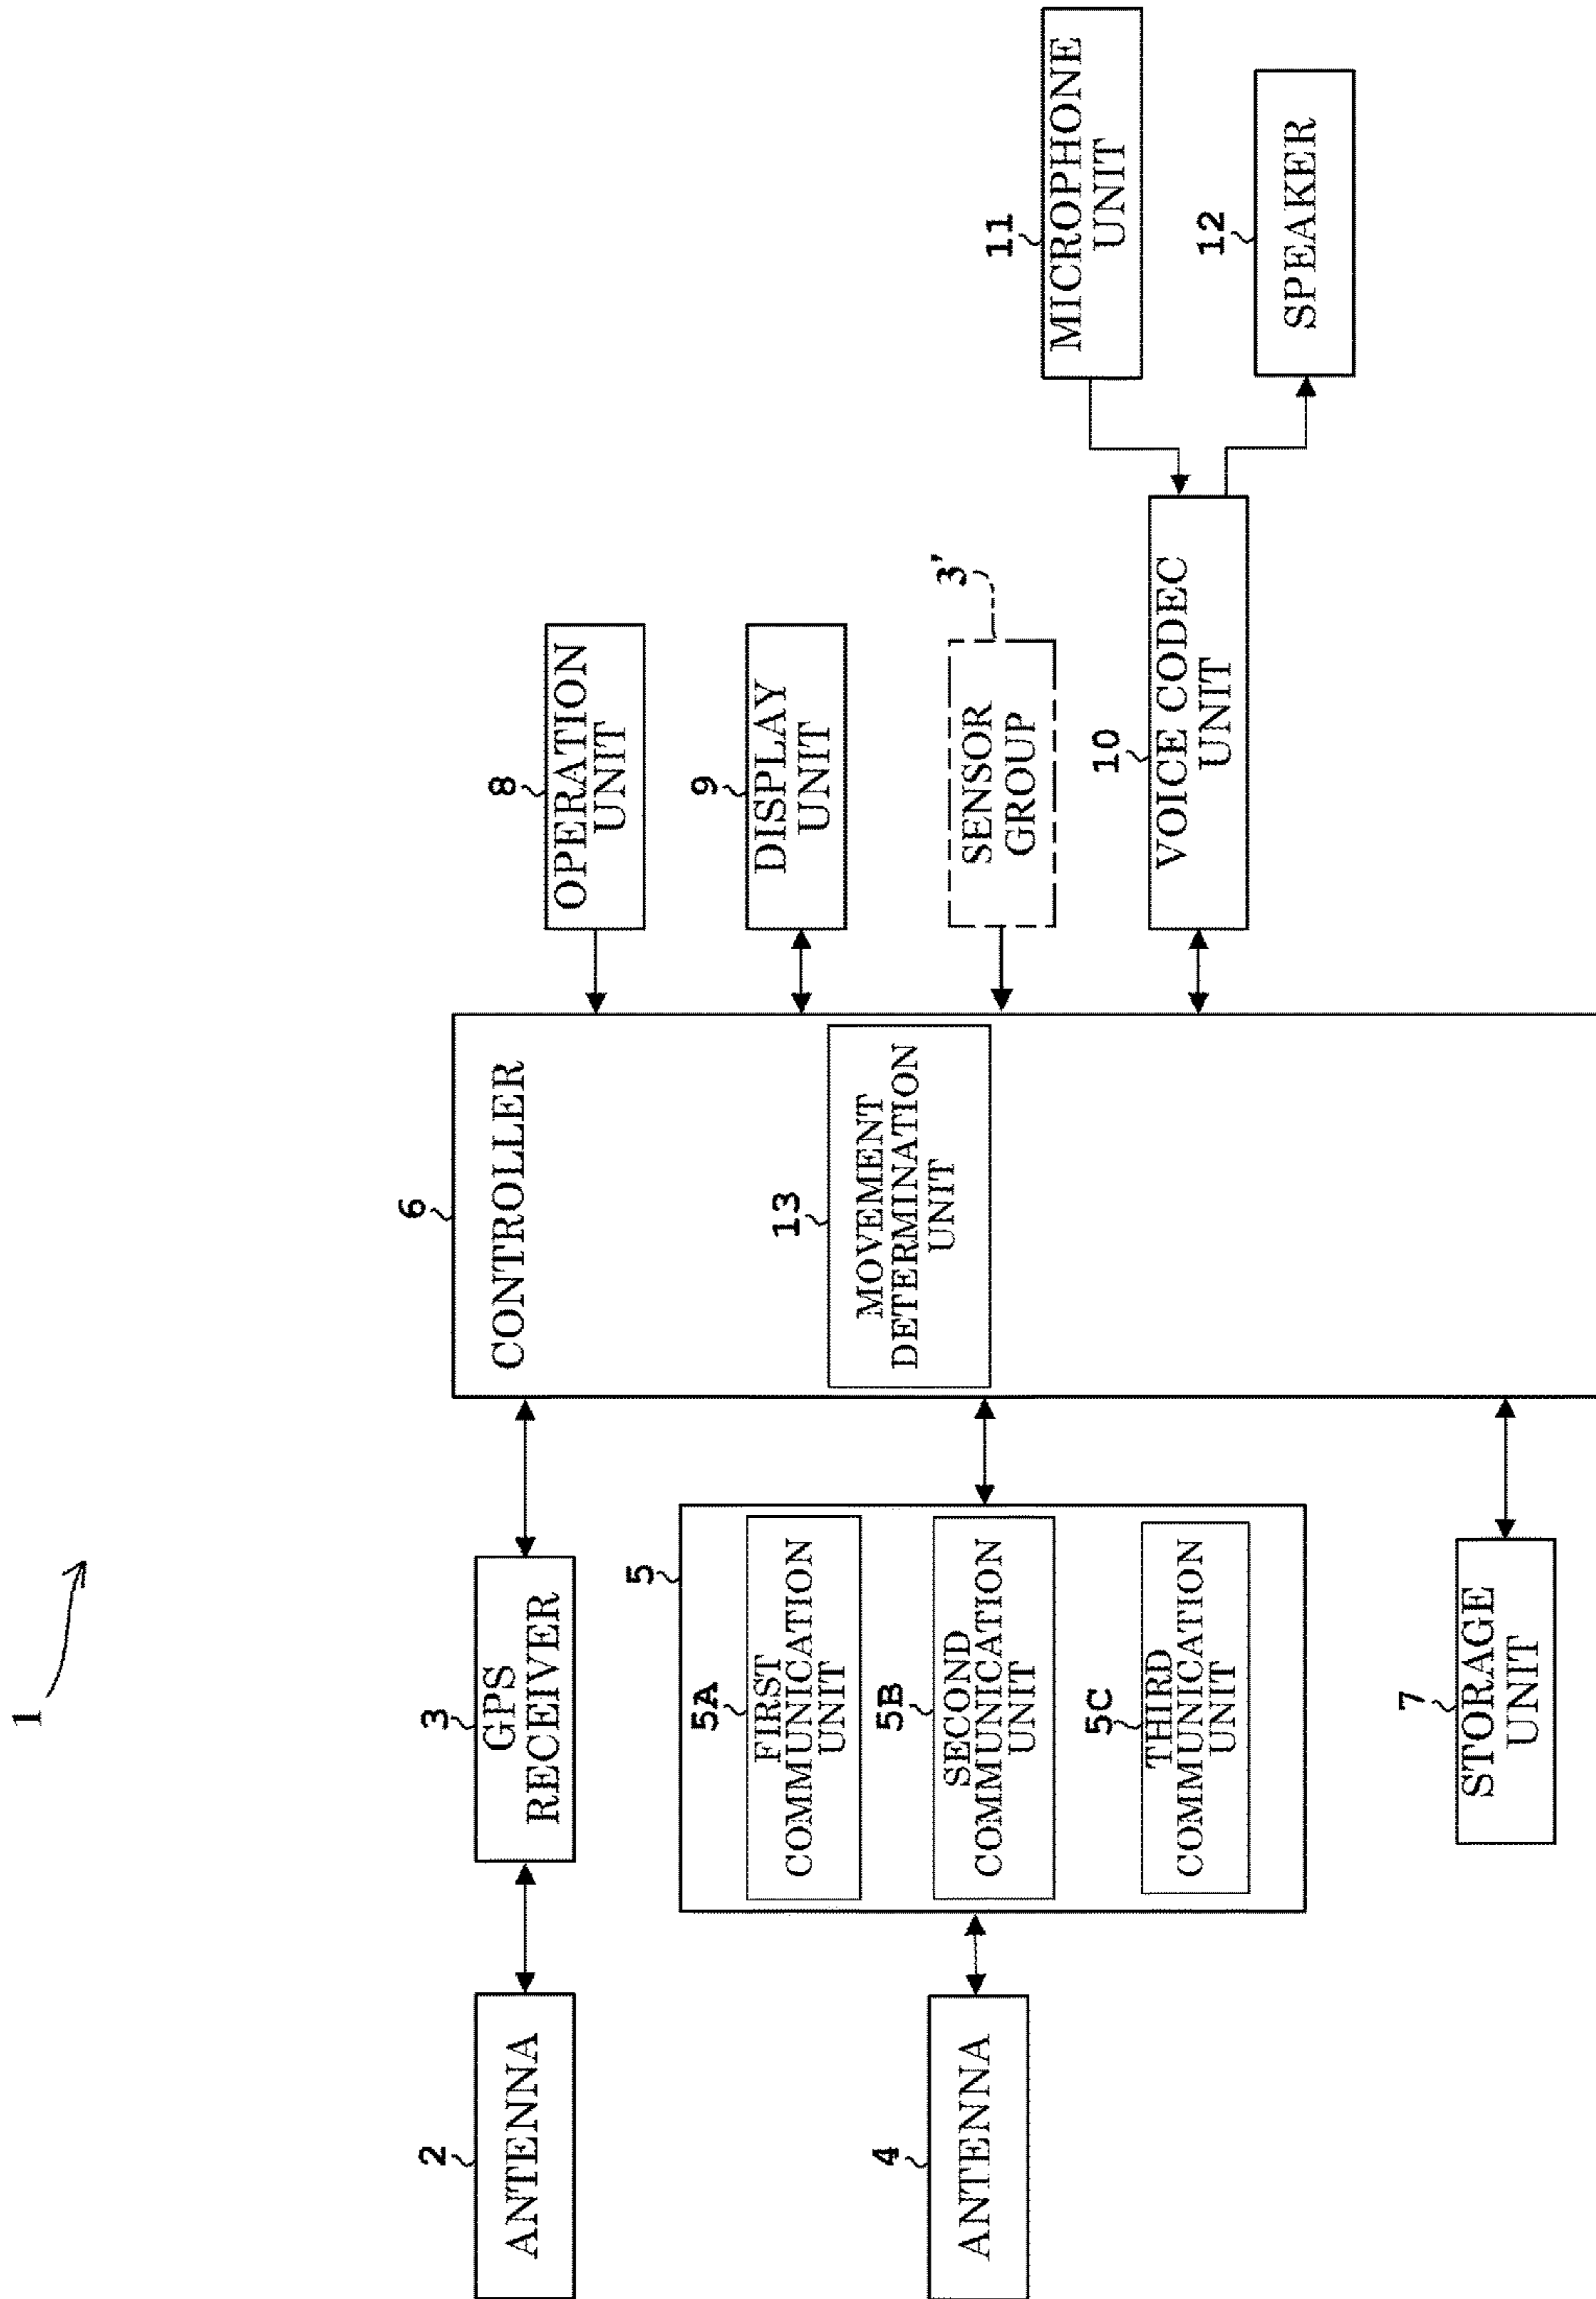 1
2
ANTENNA
3
GPS
RECEIVER
4
ANTENNA
5
5A
FIRST
COMMUNICATION
UNIT
5B
SECOND
COMMUNICATION
UNIT
5C
THIRD
COMMUNICATION
UNIT
7
STORAGE
UNIT
6
CONTROLLER
13
MOVEMENT
DETERMINATION
UNIT
8
OPERATION
UNIT
9
DISPLAY
UNIT
3'
SENSOR
GROUP
10
VOICE CODEC
UNIT
11
MICROPHONE
UNIT
12
SPEAKER